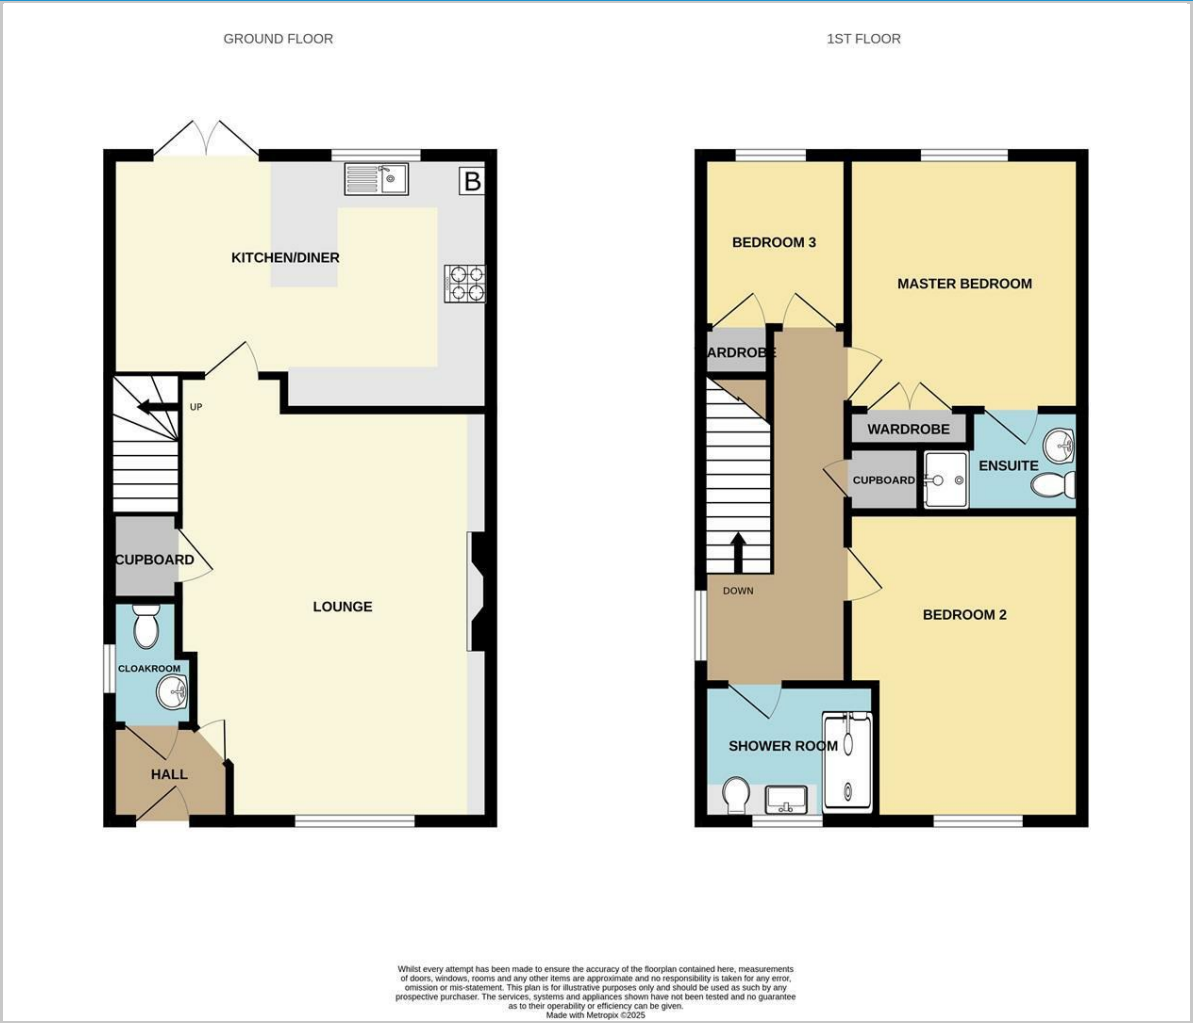 GROUND FLOOR
1ST FLOOR
B
KITCHEN/DINER
UP
CUPBOARD
LOUNGE
CLOAKROOM
HALL
BEDROOM 3
MASTER BEDROOM
ARDROBE
WARDROBE
ENSUITE
CUPBOARD
DOWN
BEDROOM 2
SHOWER ROOM
Whilst every attempt has been made to ensure the accuracy of the floorplan contained here, measurements
of doors, windows, rooms and any other items are approximate and no responsibility is taken for any error,
omission or mis-statement. This plan is for illustrative purposes only and should be used as such by any
prospective purchaser. The services, systems and appliances shown have not been tested and no guarantee
as to their operability or efficiency can be given.
Made with Metropix ©2025